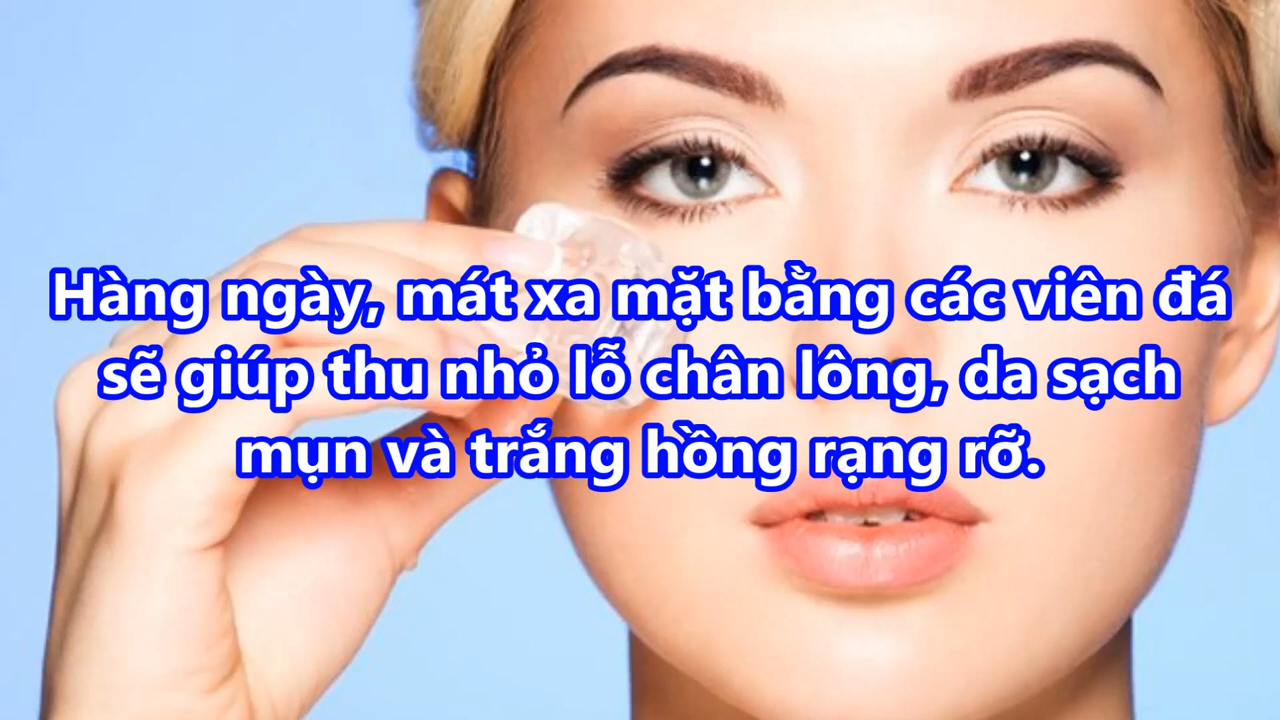 Hàng ngày, mát xa mặt bằng các viên đá
sẽ giúp thu nhỏ lỗ chân lông, da sạch
mụn và trắng hồng rạng rỡ.